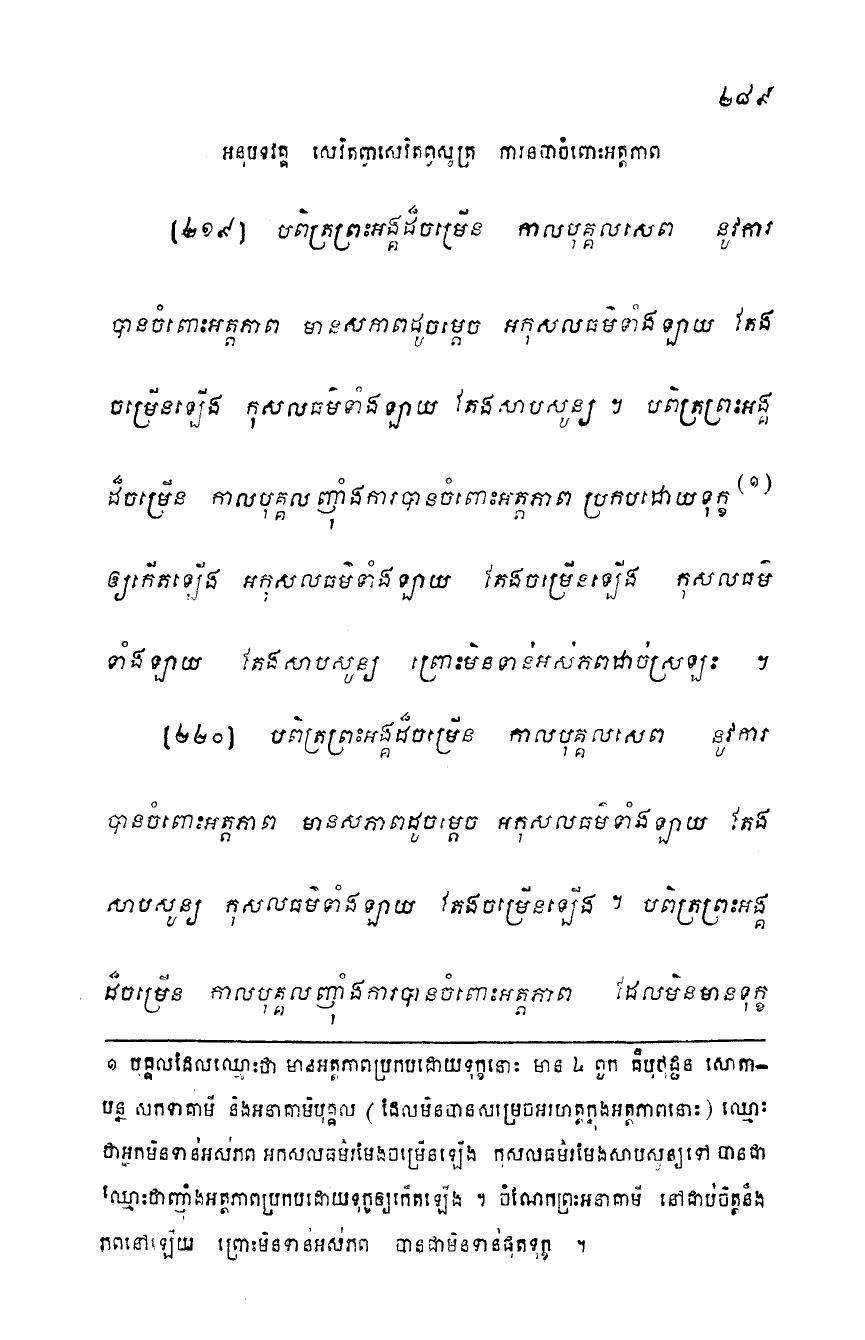 ២៨៩
អនុបទវគ្គ សេវិតព្វាសេវិតព្វសូត្រ ការបានចំពោះអត្តភាព
[២១៩] បពិត្រព្រះអង្គដ៏ចម្រើន កាលបុគ្គលសេព នូវការ
បានចំពោះអត្តភាព មានសភាពដូចម្តេច អកុសលធម៌ទាំងឡាយ តែង
ចម្រើនឡើង កុសលធម៌ទាំងឡាយ តែងសាបសូន្យ ។ បពិត្រព្រះអង្គ
ដ៏ចម្រើន កាលបុគ្គលញុំាងការបានចំពោះអត្តភាព ប្រកបដោយទុក្ខ(១)
ឲ្យកើតឡើង អកុសលធម៌ទាំងឡាយ តែងចម្រើនឡើង កុសលធម៌
ទាំងឡាយ តែងសាបសូន្យ ព្រោះមិនទាន់អស់ភពដាច់ស្រឡះ ។
[២២០] បពិត្រព្រះអង្គដ៏ចម្រើន កាលបុគ្គលសេព នូវការ
បានចំពោះអត្តភាព មានសភាពដូចម្តេច អកុសលធម៌ទាំងឡាយ តែង
សាបសូន្យ កុសលធម៌ទាំងឡាយ តែងចម្រើនឡើង ។ បពិត្រព្រះអង្គ
ដ៏ចម្រើន កាលបុគ្គលញុំាងការបានចំពោះអត្តភាព ដែលមិនមានទុក្ខ
១ បុគ្គលដែលឈ្មោះថា មានអត្តភាពប្រកបដោយទុក្ខនោះ មាន ៤ ពួក គឺបុថុជ្ជន សោតា-
បន្ន សកទាគាមី និងអនាគាមិបុគ្គល (ដែលមិនបានសម្រេចអរហត្តក្នុងអត្តភាពនោះ) ឈ្មោះ
ថាអ្នកមិនទាន់អស់ភព អកុសលធម៌រមែងចម្រើនឡើង កុសលធម៌រមែងសាបសូន្យទៅ បានជា
ឈ្មោះថាញុំាងអត្តភាពប្រកបដោយទុក្ខឲ្យកើតឡើង ។ ចំណែកព្រះអនាគាមី នៅជាប់ចិត្តនឹង
ភពនៅឡើយ ព្រោះមិនទាន់អស់ភព បានជាមិនទាន់ផុតទុក្ខ ។